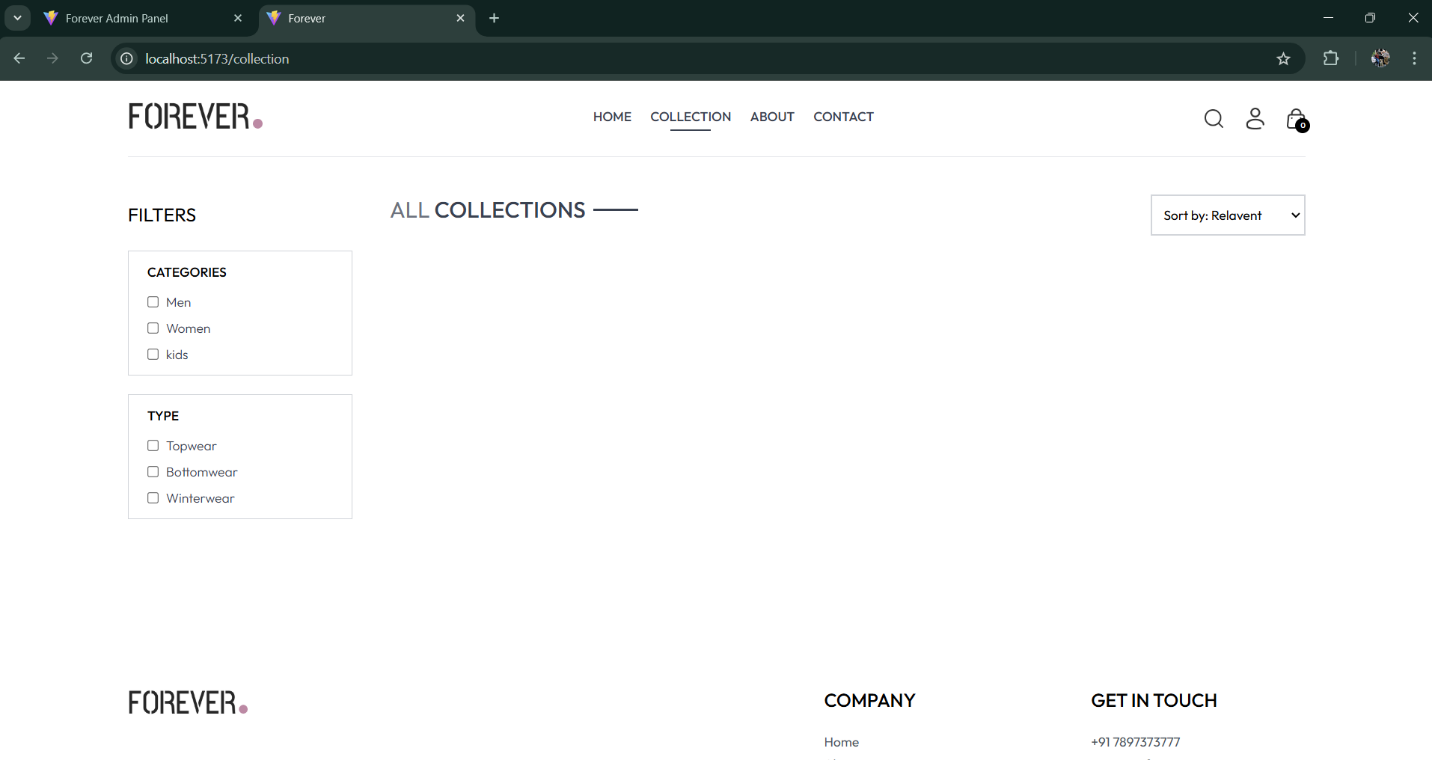 Forever Admin Panel
Forever
localhost:5173/collection
FOREVER.
HOME COLLECTION ABOUT CONTACT
0
FILTERS
ALL COLLECTIONS
Sort by: Relavent
CATEGORIES
Men
Women
kids
TYPE
Topwear
Bottomwear
Winterwear
FOREVER.
COMPANY
GET IN TOUCH
Home
+91 7897373777